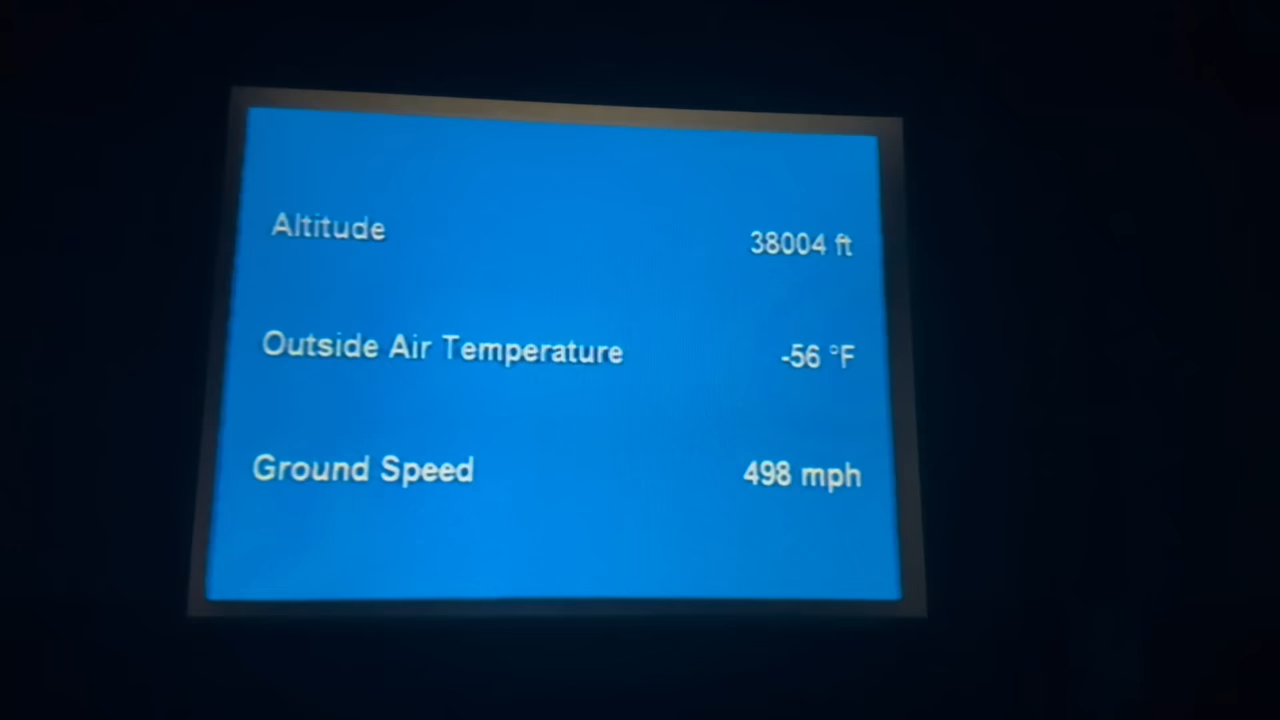 Altitude 38004 ft
Outside Air Temperature -56 °F
Ground Speed 498 mph